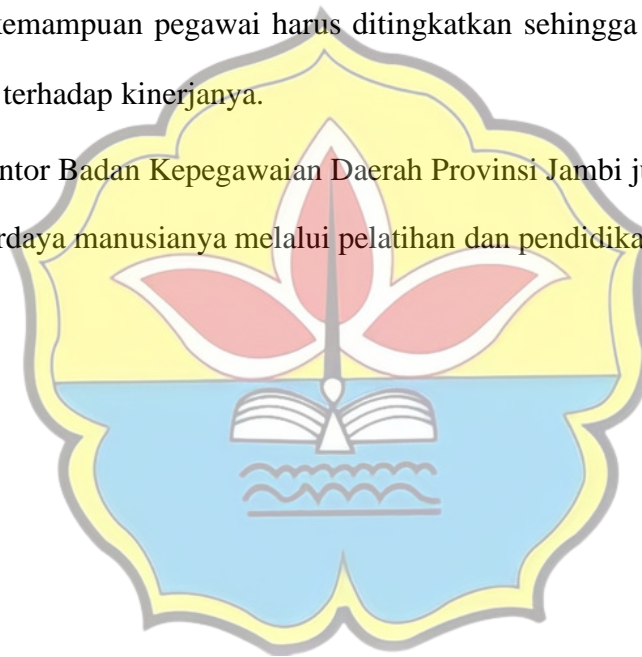 kemampuan pegawai harus ditingkatkan sehingga
terhadap kinerjanya.
ntor Badan Kepegawaian Daerah Provinsi Jambi j
rdaya manusianya melalui pelatihan dan pendidika